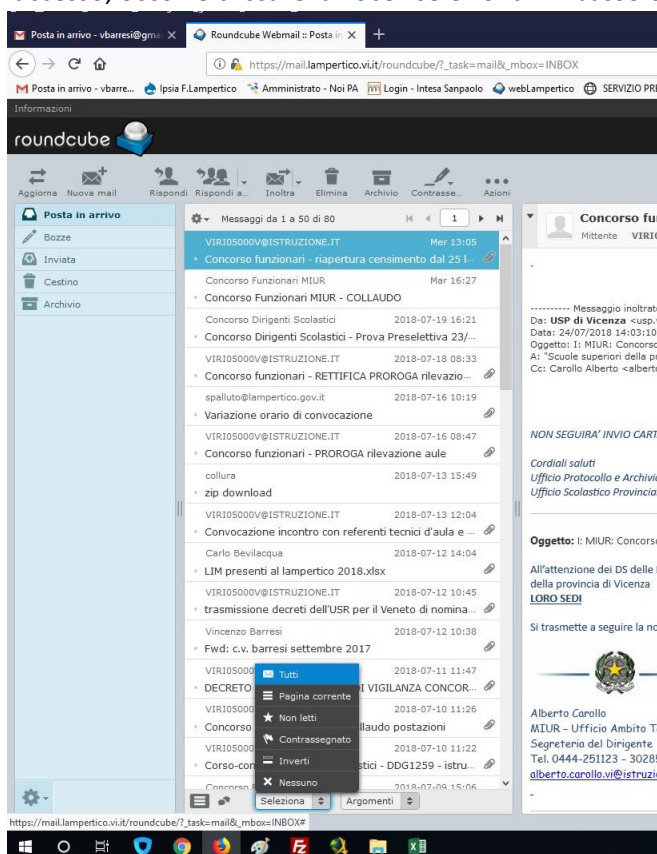 Posta in arrivo - vbarresi@gma
Roundcube Webmail :: Posta in
https://mail.lampertico.vi.it/roundcube/?_task=mail&_mbox=INBOX
Posta in arrivo - vbarre...
Ipsia F.Lampertico
Amministrato - Noi PA
Login - Intesa Sanpaolo
webLampertico
SERVIZIO PRE
Informazioni
roundcube
Aggiorna
Nuova mail
Rispondi
Rispondi a...
Inoltra
Elimina
Archivio
Contrasse...
Azioni
Posta in arrivo
Bozze
Inviata
Cestino
Archivio
Messaggi da 1 a 50 di 80
1
VIRI05000V@ISTRUZIONE.IT Mer 13:05
Concorso funzionari - riapertura censimento dal 25 l...
Concorso Funzionari MIUR Mar 16:27
Concorso Funzionari MIUR - COLLAUDO
Concorso Dirigenti Scolastici 2018-07-19 16:21
Concorso Dirigenti Scolastici - Prova Preselettiva 23/...
VIRI05000V@ISTRUZIONE.IT 2018-07-18 08:33
Concorso funzionari - RETTIFICA PROROGA rilevazio...
spalluto@lampertico.gov.it 2018-07-16 10:19
Variazione orario di convocazione
VIRI05000V@ISTRUZIONE.IT 2018-07-16 08:47
Concorso funzionari - PROROGA rilevazione aule
collura 2018-07-13 15:49
zip download
VIRI05000V@ISTRUZIONE.IT 2018-07-13 12:04
Convocazione incontro con referenti tecnici d'aula e ...
Carlo Bevilacqua 2018-07-12 14:04
LIM presenti al lampertico 2018.xlsx
VIRI05000V@ISTRUZIONE.IT 2018-07-12 10:45
trasmissione decreti dell'USR per il Veneto di nomina...
Vincenzo Barresi 2018-07-12 10:38
Fwd: c.v. barresi settembre 2017
VIRI05000 2018-07-11 11:47
DECRETO I VIGILANZA CONCOR...
VIRI05000 2018-07-10 11:26
Concorso llaudo postazioni
VIRI05000 2018-07-10 11:22
Corso-con stici - DDG1259 - istru...
Concorso 2018-07-09 15:06
Tutti
Pagina corrente
Non letti
Contrassegnato
Inverti
Nessuno
Seleziona
Argomenti
Concorso fu
Mittente VIRI
.
---------- Messaggio inoltrat
Da: USP di Vicenza <usp.
Data: 24/07/2018 14:03:10
Oggetto: I: MIUR: Concorso
A: "Scuole superiori della p
Cc: Carollo Alberto <albert
NON SEGUIRA' INVIO CART
Cordiali saluti
Ufficio Protocollo e Archivi
Ufficio Scolastico Provincia
Oggetto: I: MIUR: Concorso
All'attenzione dei DS delle
della provincia di Vicenza
LORO SEDI
Si trasmette a seguire la no
Alberto Carollo
MIUR - Ufficio Ambito T
Segreteria del Dirigente
Tel. 0444-251123 - 3028
alberto.carollo.vi@istruzi
-
https://mail.lampertico.vi.it/roundcube/?_task=mail&_mbox=INBOX#